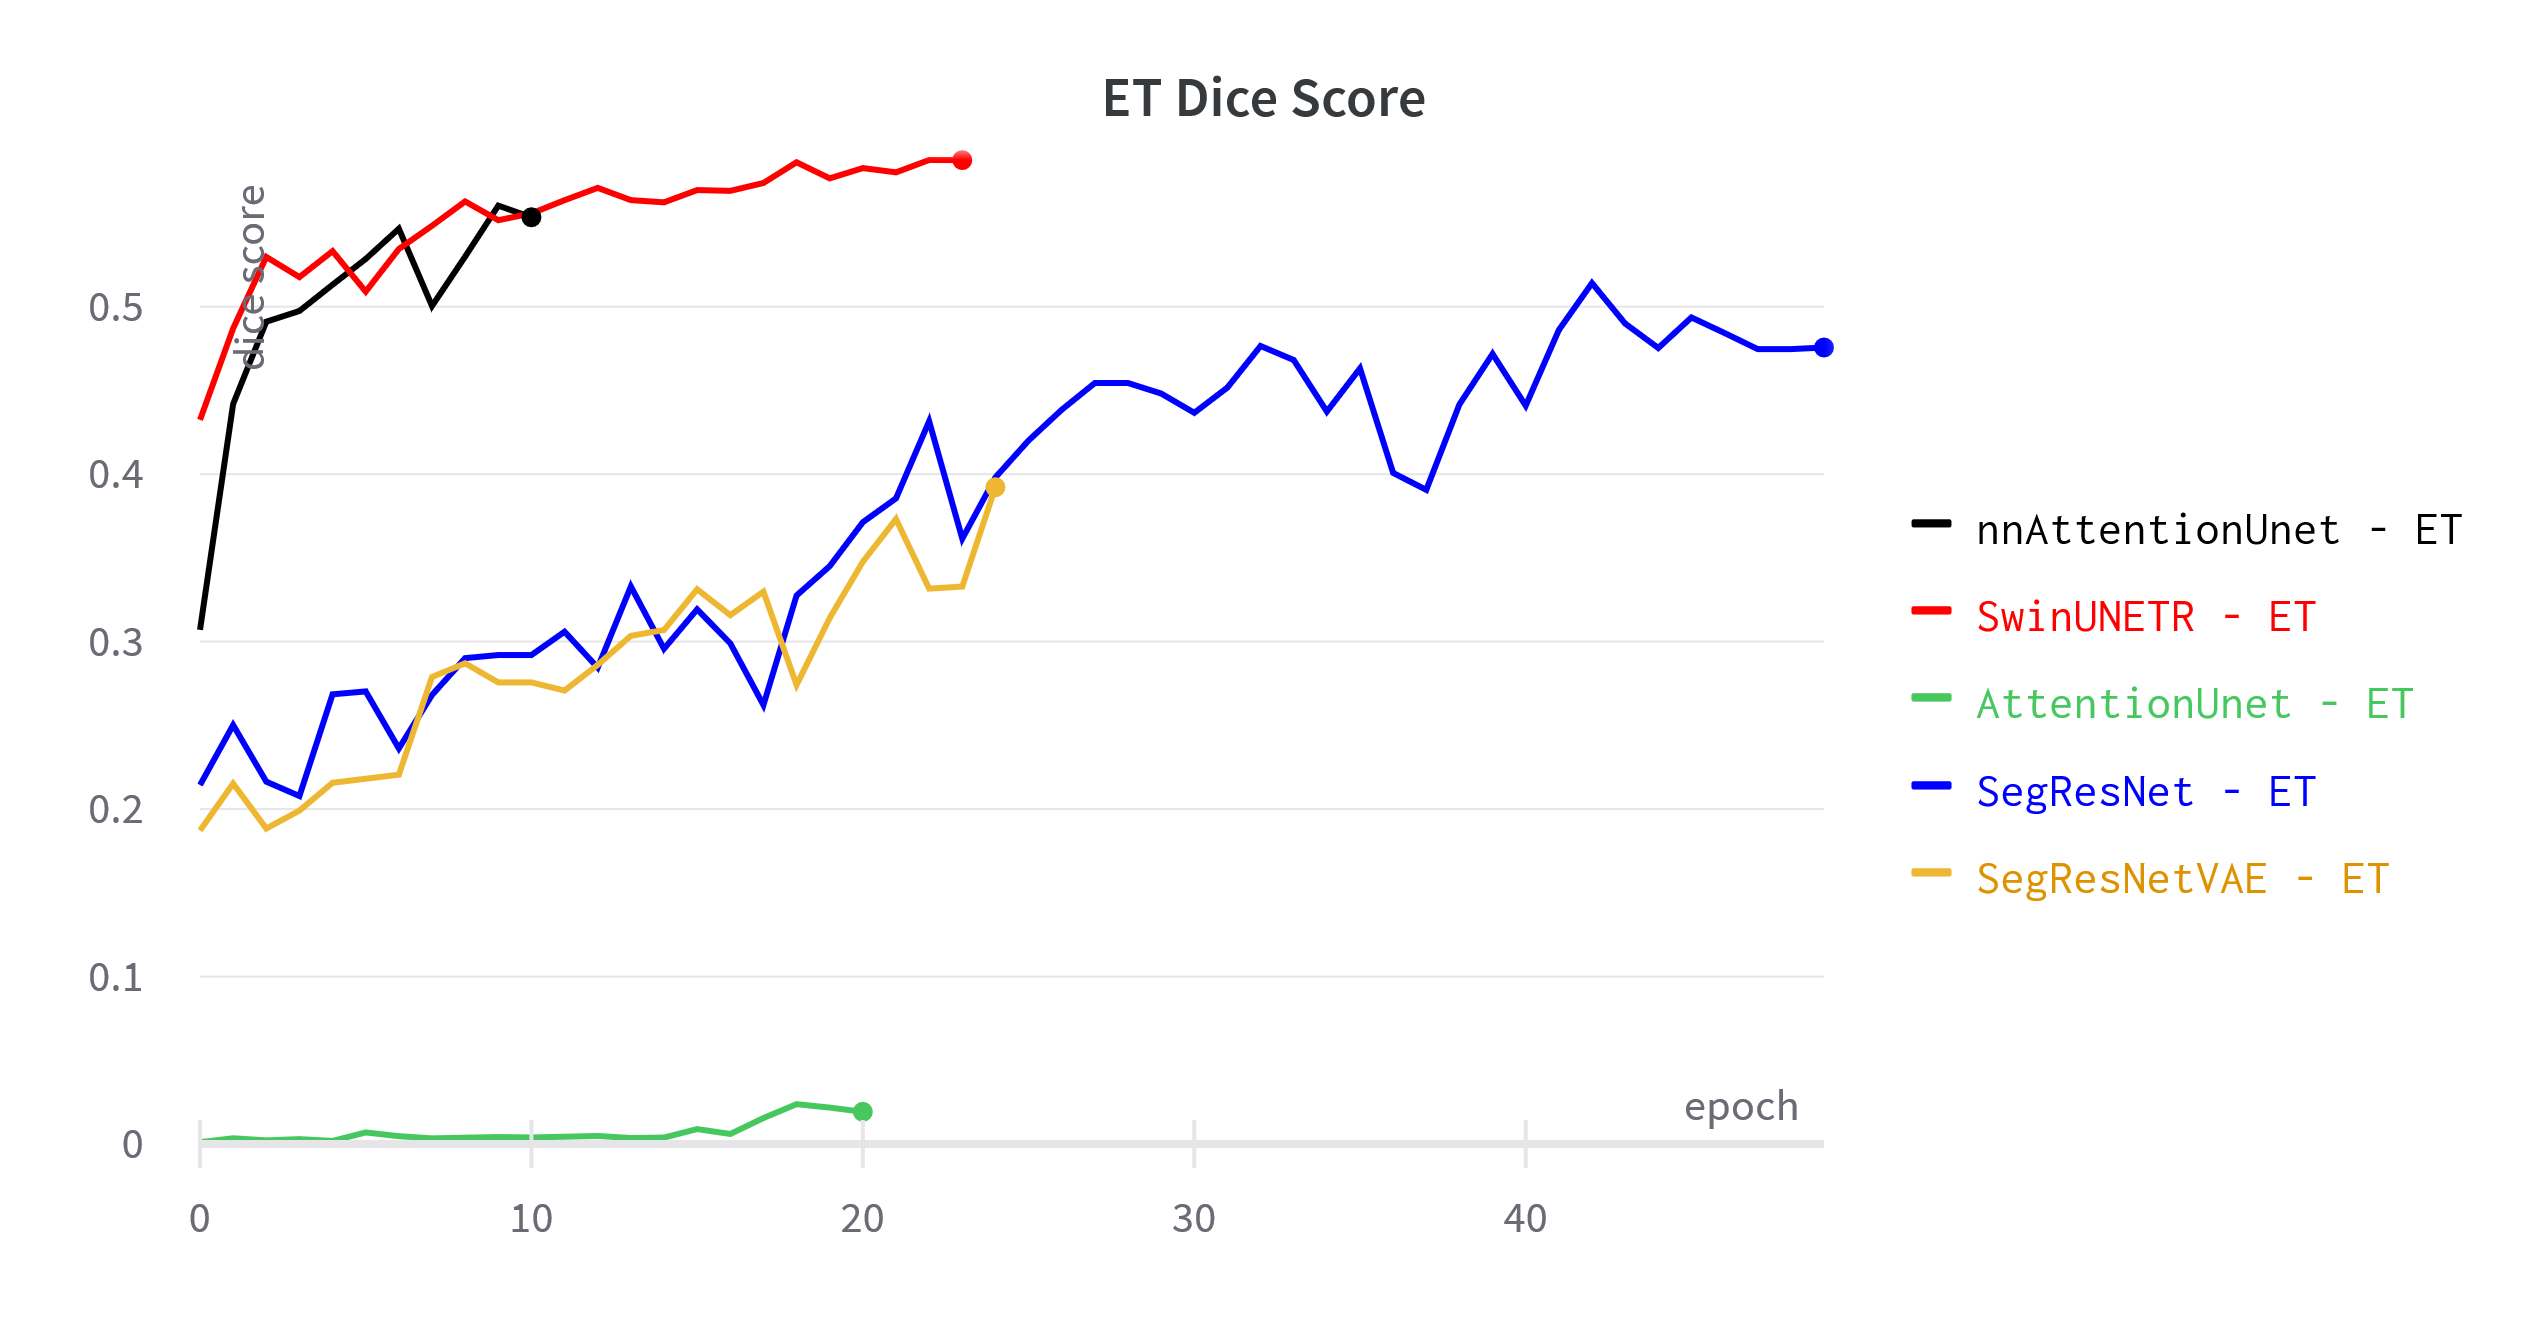 ET Dice Score
dice score
0.5
0.4
0.3
0.2
0.1
0
epoch
0 10 20 30 40
nnAttentionUnet - ET
SwinUNETR - ET
AttentionUnet - ET
SegResNet - ET
SegResNetVAE - ET